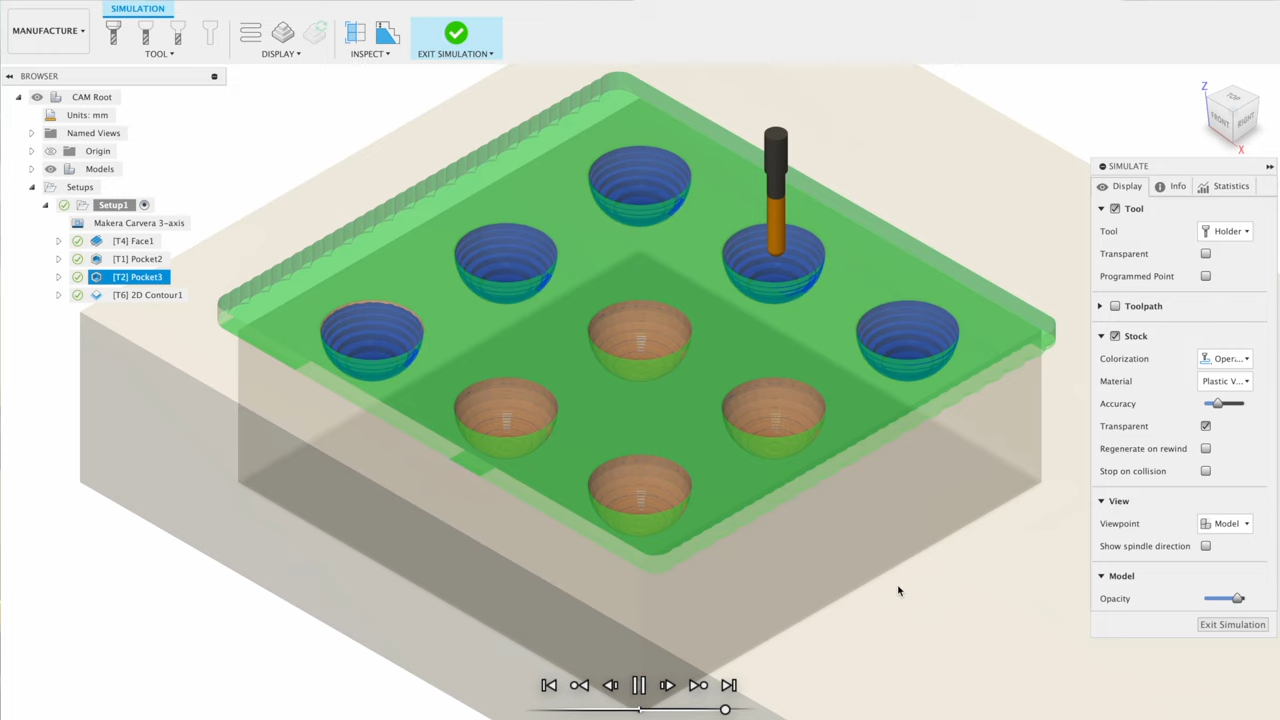 SIMULATION
MANUFACTURE
TOOL
DISPLAY
INSPECT
EXIT SIMULATION
BROWSER
CAM Root
Units: mm
Named Views
Origin
Models
Setups
Setup1
Makera Carvera 3-axis
[T4] Face1
[T1] Pocket2
[T2] Pocket3
[T6] 2D Contour1
Z
TOP
FRONT
RIGHT
X
SIMULATE
Display
Info
Statistics
Tool
Tool
Holder
Transparent
Programmed Point
Toolpath
Stock
Colorization
Oper...
Material
Plastic V...
Accuracy
Transparent
Regenerate on rewind
Stop on collision
View
Viewpoint
Model
Show spindle direction
Model
Opacity
Exit Simulation